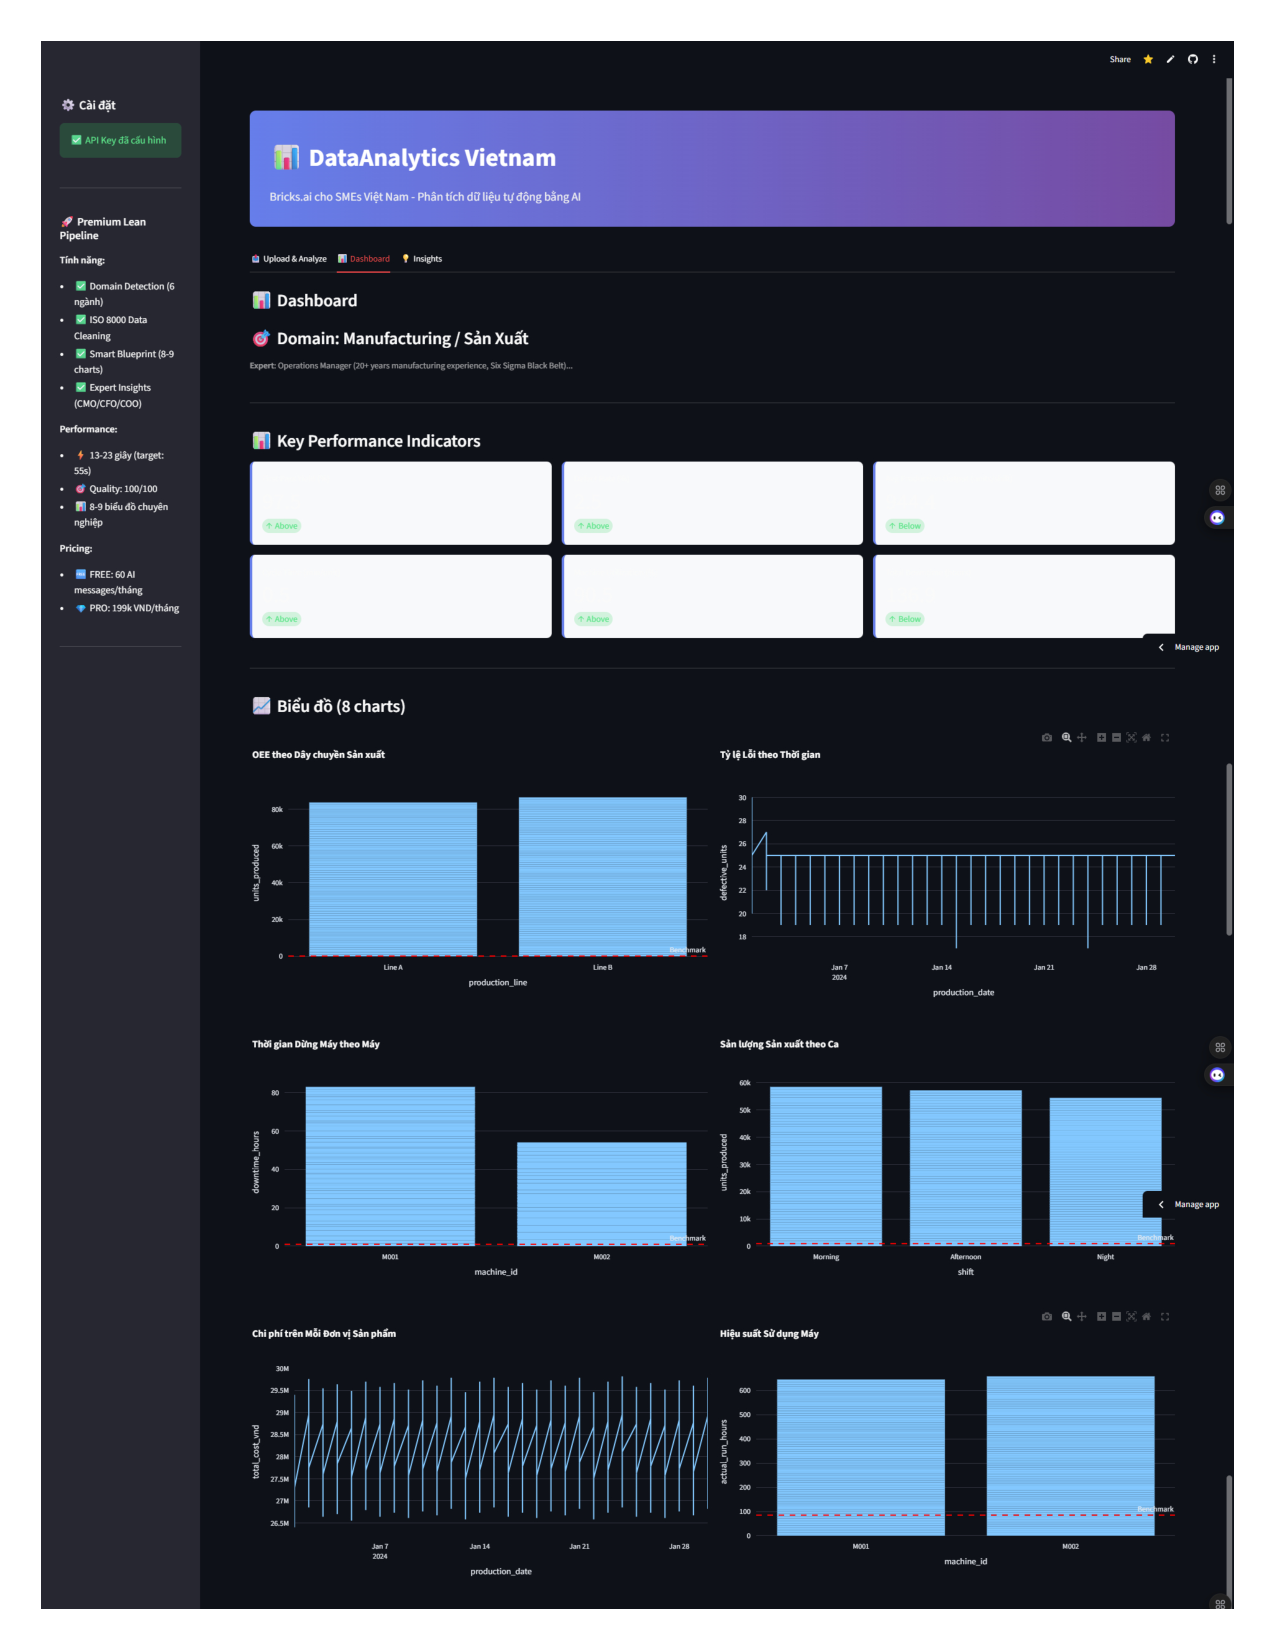 Share
⚙️ Cài đặt
✅ API Key đã cấu hình
🚀 Premium Lean
Pipeline
Tính năng:
• ✅ Domain Detection (6
ngành)
• ✅ ISO 8000 Data
Cleaning
• ✅ Smart Blueprint (8-9
charts)
• ✅ Expert Insights
(CMO/CFO/COO)
Performance:
• ⚡ 13-23 giây (target:
55s)
• 🎯 Quality: 100/100
• 📊 8-9 biểu đồ chuyên
nghiệp
Pricing:
• 🆓 FREE: 60 AI
messages/tháng
• 💎 PRO: 199k VND/tháng
📊 DataAnalytics Vietnam
Bricks.ai cho SMEs Việt Nam - Phân tích dữ liệu tự động bằng AI
Upload & Analyze 📊 Dashboard 💡 Insights
📊 Dashboard
🎯 Domain: Manufacturing / Sản Xuất
Expert: Operations Manager (20+ years manufacturing experience, Six Sigma Black Belt)...
📊 Key Performance Indicators
↑ Above
↑ Above
↑ Below
↑ Above
↑ Above
↑ Below
Manage app
📈 Biểu đồ (8 charts)
OEE theo Dây chuyền Sản xuất
80k
60k
40k
20k
0
units_produced
Benchmark
Line A Line B
production_line
Tỷ lệ Lỗi theo Thời gian
30
28
26
24
22
20
18
defective_units
Jan 7 Jan 14 Jan 21 Jan 28
2024
production_date
Thời gian Dừng Máy theo Máy
80
60
40
20
0
downtime_hours
Benchmark
M001 M002
machine_id
Sản lượng Sản xuất theo Ca
60k
50k
40k
30k
20k
10k
0
units_produced
Manage app
Benchmark
Morning Afternoon Night
shift
Chi phí trên Mỗi Đơn vị Sản phẩm
30M
29.5M
29M
28.5M
28M
27.5M
27M
26.5M
total_cost_vnd
Jan 7 Jan 14 Jan 21 Jan 28
2024
production_date
Hiệu suất Sử dụng Máy
600
500
400
300
200
100
0
actual_run_hours
Benchmark
M001 M002
machine_id